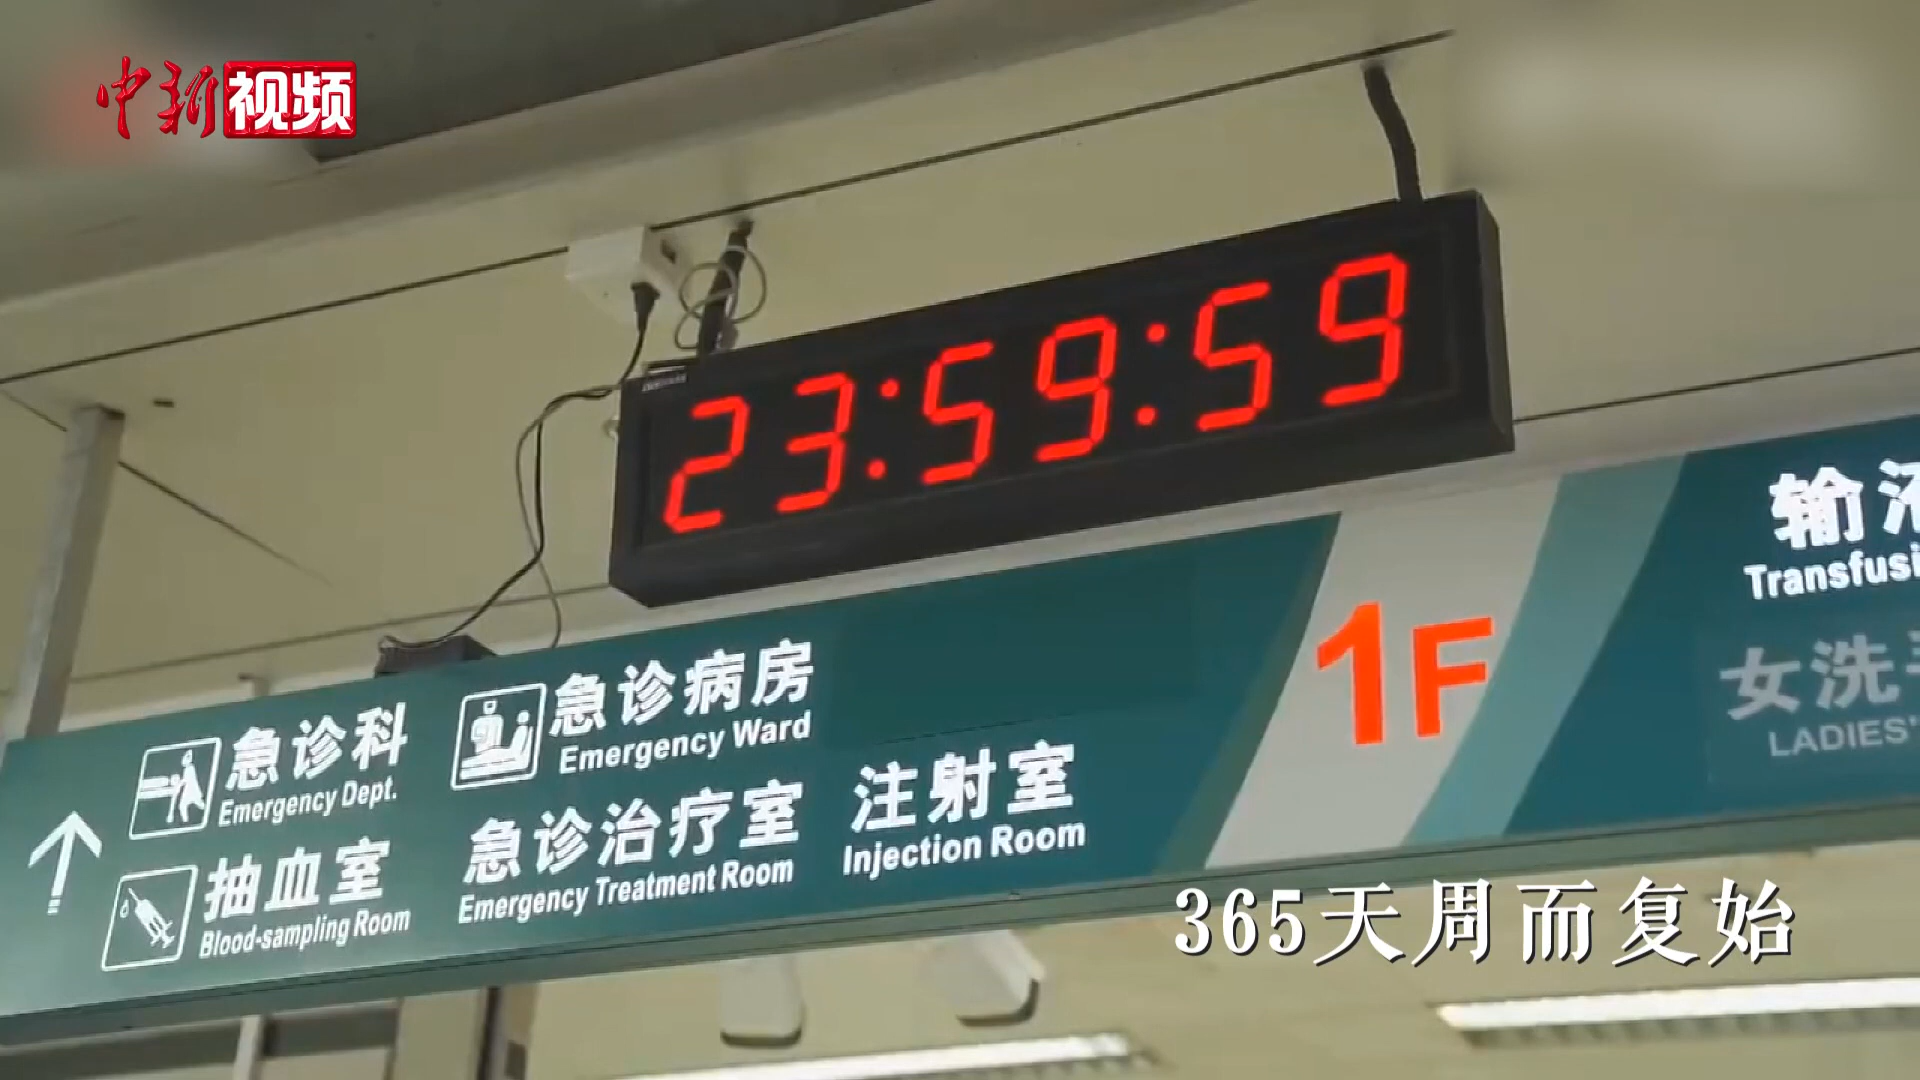 中新视频
23:59:59
急诊科
Emergency Dept.
急诊病房
Emergency Ward
抽血室
Blood-sampling Room
急诊治疗室
Emergency Treatment Room
注射室
Injection Room
1F
输液
Transfusi
女洗手
LADIES'
365天周而复始